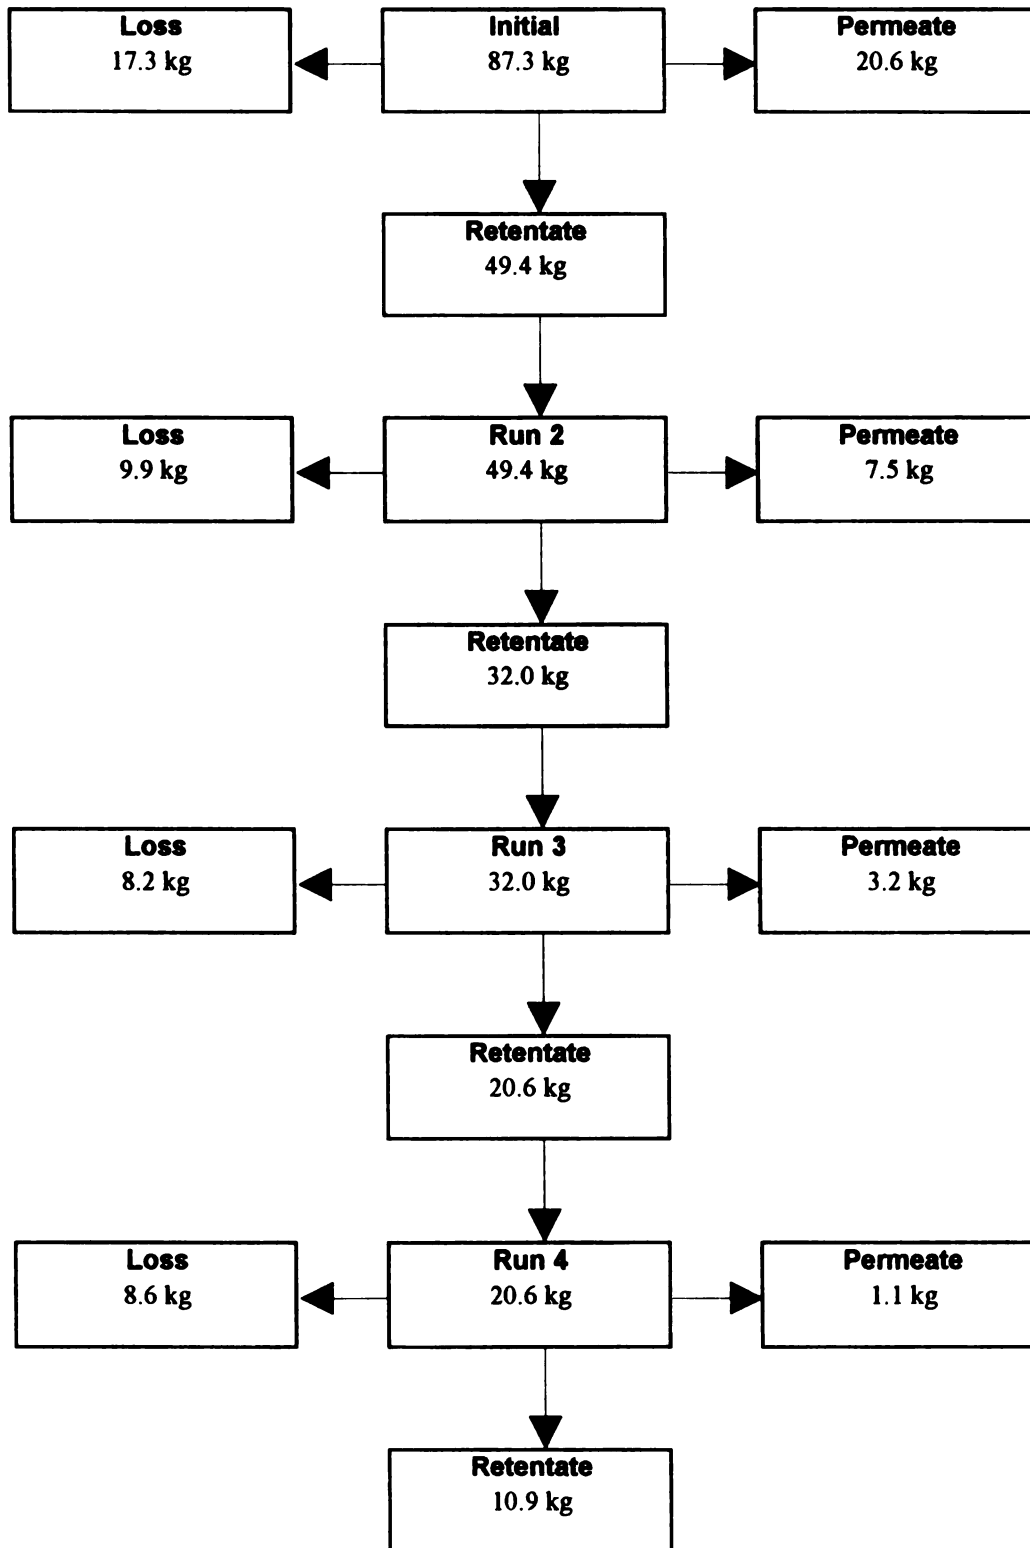 Loss
17.3 kg
Initial
87.3 kg
Permeate
20.6 kg
Retentate
49.4 kg
Loss
9.9 kg
Run 2
49.4 kg
Permeate
7.5 kg
Retentate
32.0 kg
Loss
8.2 kg
Run 3
32.0 kg
Permeate
3.2 kg
Retentate
20.6 kg
Loss
8.6 kg
Run 4
20.6 kg
Permeate
1.1 kg
Retentate
10.9 kg